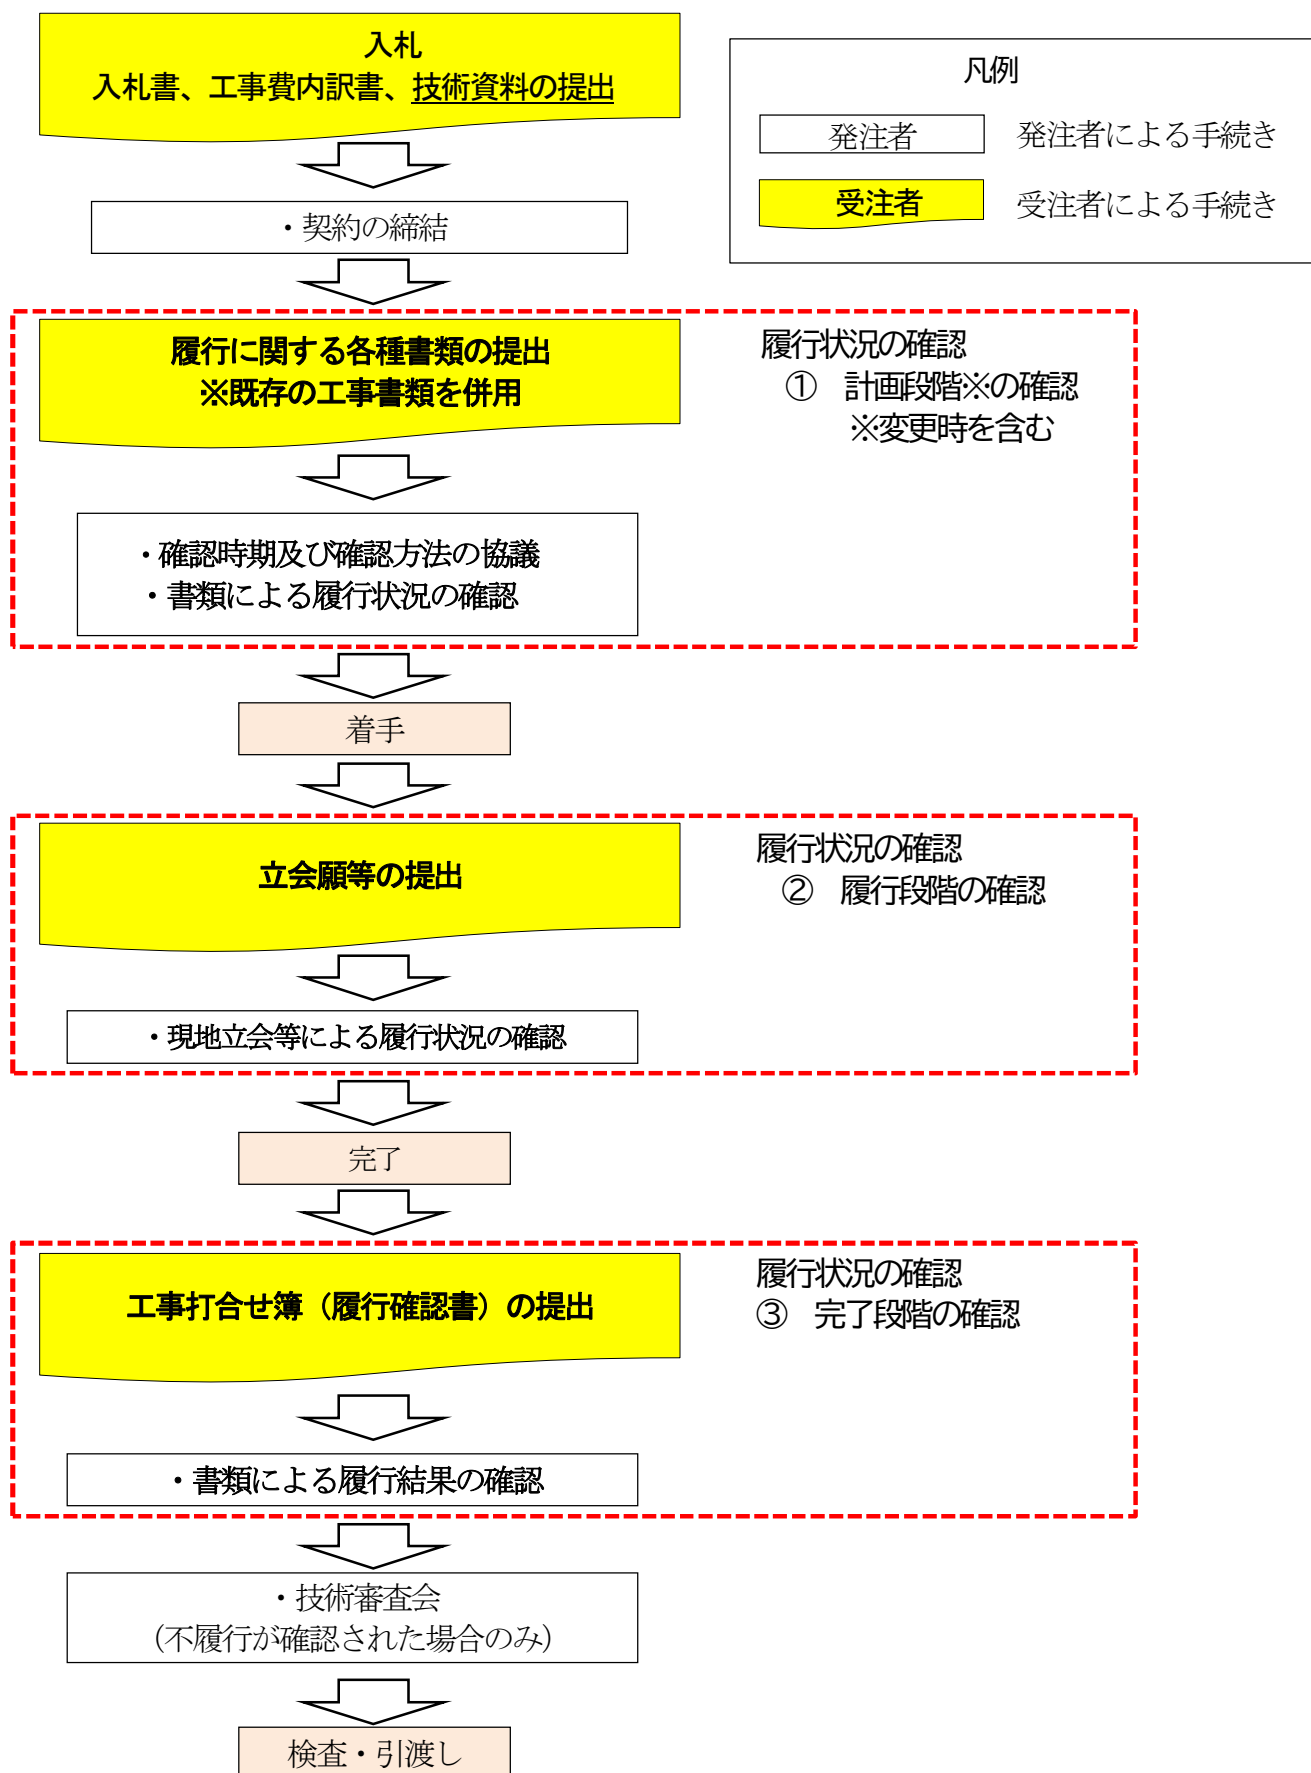 入札
入札書、工事費内訳書、技術資料の提出
凡例
発注者 発注者による手続き
受注者 受注者による手続き
・契約の締結
履行に関する各種書類の提出
※既存の工事書類を併用
履行状況の確認
① 計画段階※の確認
※変更時を含む
・確認時期及び確認方法の協議
・書類による履行状況の確認
着手
立会願等の提出
履行状況の確認
② 履行段階の確認
・現地立会等による履行状況の確認
完了
工事打合せ簿（履行確認書）の提出
履行状況の確認
③ 完了段階の確認
・書類による履行結果の確認
・技術審査会
（不履行が確認された場合のみ）
検査・引渡し